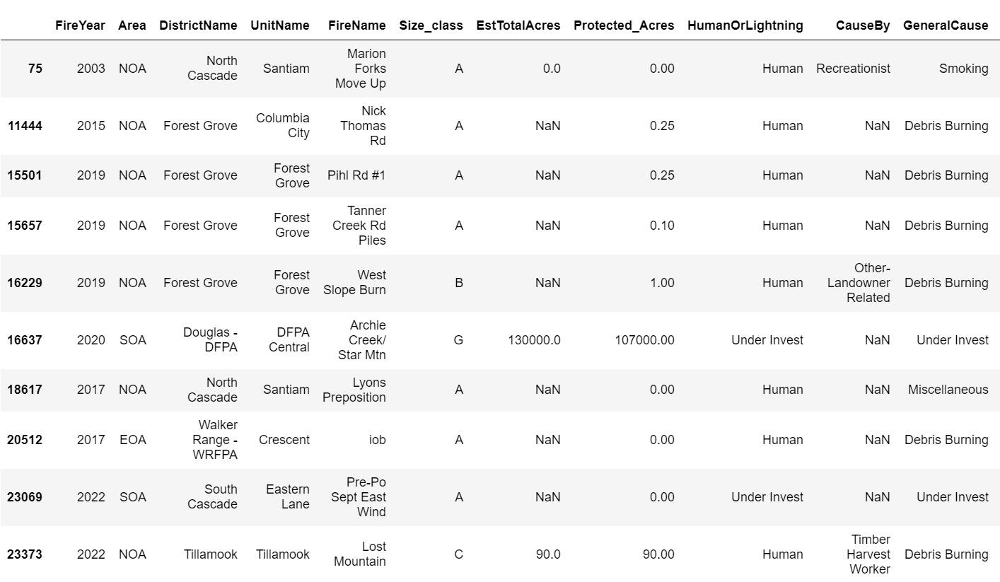 FireYear Area DistrictName UnitName FireName Size_class EstTotalAcres Protected_Acres HumanOrLightning CauseBy GeneralCause
75 2003 NOA North Cascade Santiam Marion Forks Move Up A 0.0 0.00 Human Recreationist Smoking
11444 2015 NOA Forest Grove Columbia City Nick Thomas Rd A NaN 0.25 Human NaN Debris Burning
15501 2019 NOA Forest Grove Forest Grove Pihl Rd #1 A NaN 0.25 Human NaN Debris Burning
15657 2019 NOA Forest Grove Forest Grove Tanner Creek Rd Piles A NaN 0.10 Human NaN Debris Burning
16229 2019 NOA Forest Grove Forest Grove West Slope Burn B NaN 1.00 Human Other-Landowner Related Debris Burning
16637 2020 SOA Douglas - DFPA DFPA Central Archie Creek/ Star Mtn G 130000.0 107000.00 Under Invest NaN Under Invest
18617 2017 NOA North Cascade Santiam Lyons Preposition A NaN 0.00 Human NaN Miscellaneous
20512 2017 EOA Walker Range - WRFPA Crescent iob A NaN 0.00 Human NaN Debris Burning
23069 2022 SOA South Cascade Eastern Lane Pre-Po Sept East Wind A NaN 0.00 Under Invest NaN Under Invest
23373 2022 NOA Tillamook Tillamook Lost Mountain C 90.0 90.00 Human Timber Harvest Worker Debris Burning